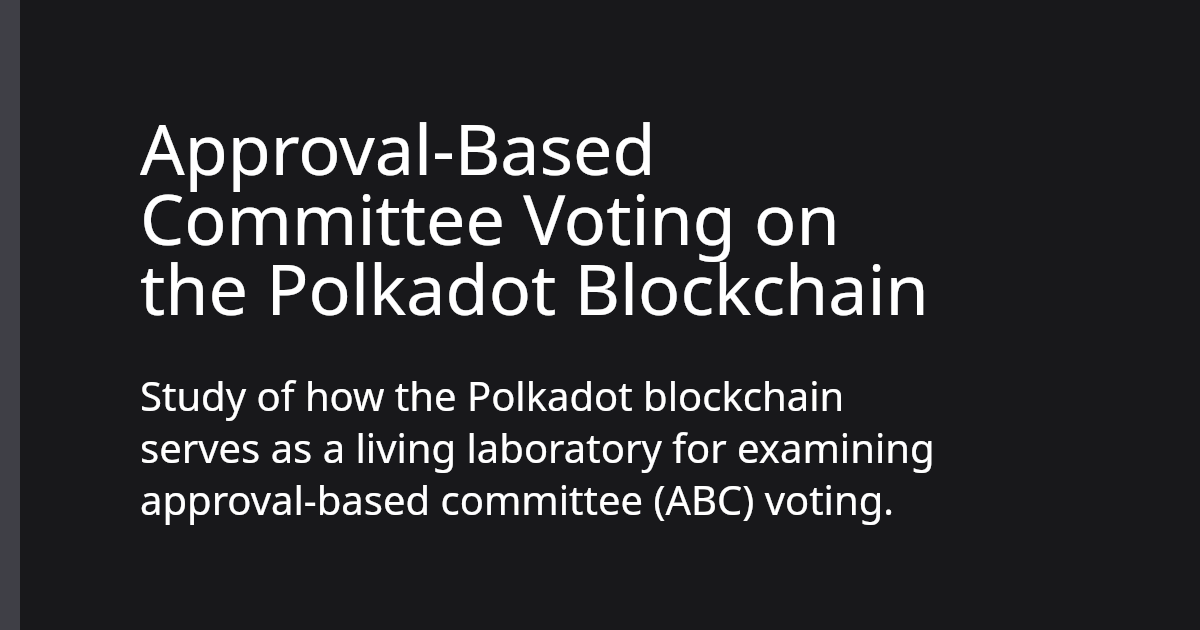 Approval-Based
Committee Voting on
the Polkadot Blockchain
Study of how the Polkadot blockchain
serves as a living laboratory for examining
approval-based committee (ABC) voting.